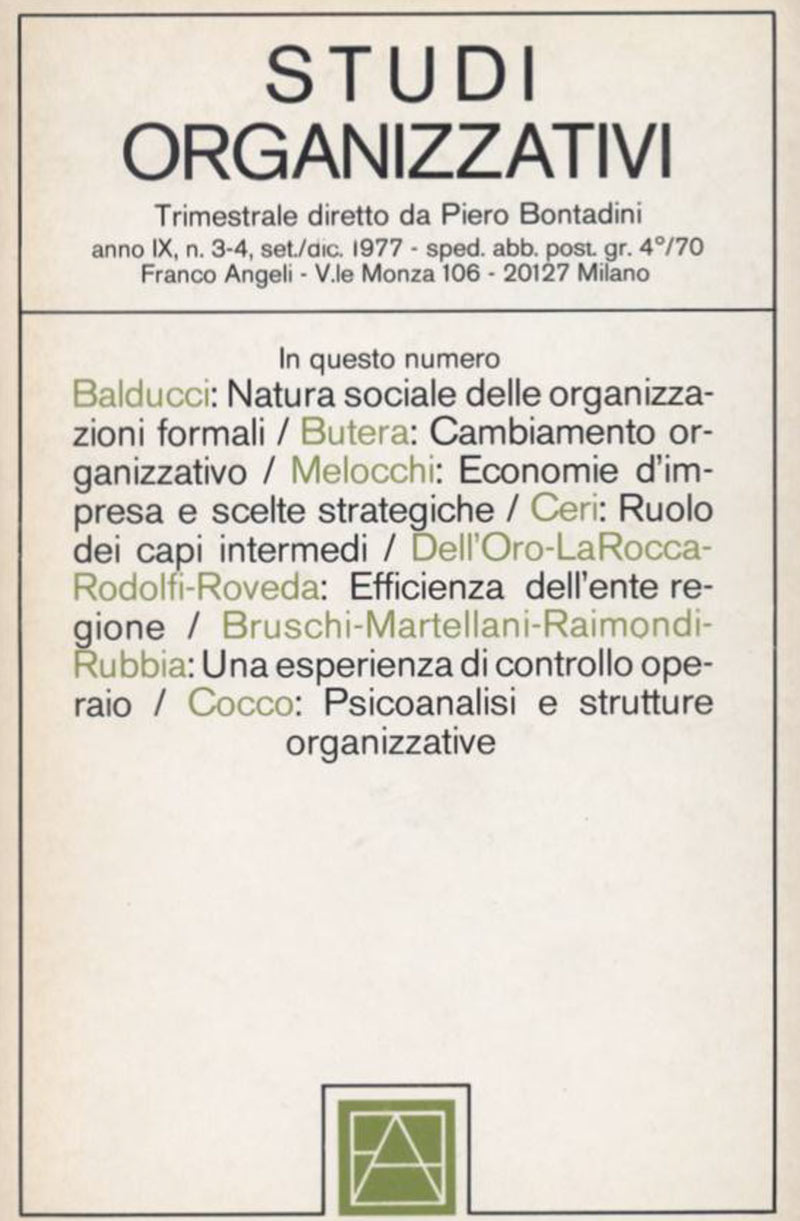 STUDI
ORGANIZZATIVI
Trimestrale diretto da Piero Bontadini
anno IX, n. 3-4, set./dic. 1977 - sped. abb. post. gr. 4°/70
Franco Angeli - V.le Monza 106 - 20127 Milano
In questo numero
Balducci: Natura sociale delle organizza-
zioni formali / Butera: Cambiamento or-
ganizzativo / Melocchi: Economie d'im-
presa e scelte strategiche / Ceri: Ruolo
dei capi intermedi / Dell'Oro-LaRocca-
Rodolfi-Roveda: Efficienza dell'ente re-
gione / Bruschi-Martellani-Raimondi-
Rubbia: Una esperienza di controllo ope-
raio / Cocco: Psicoanalisi e strutture
organizzative